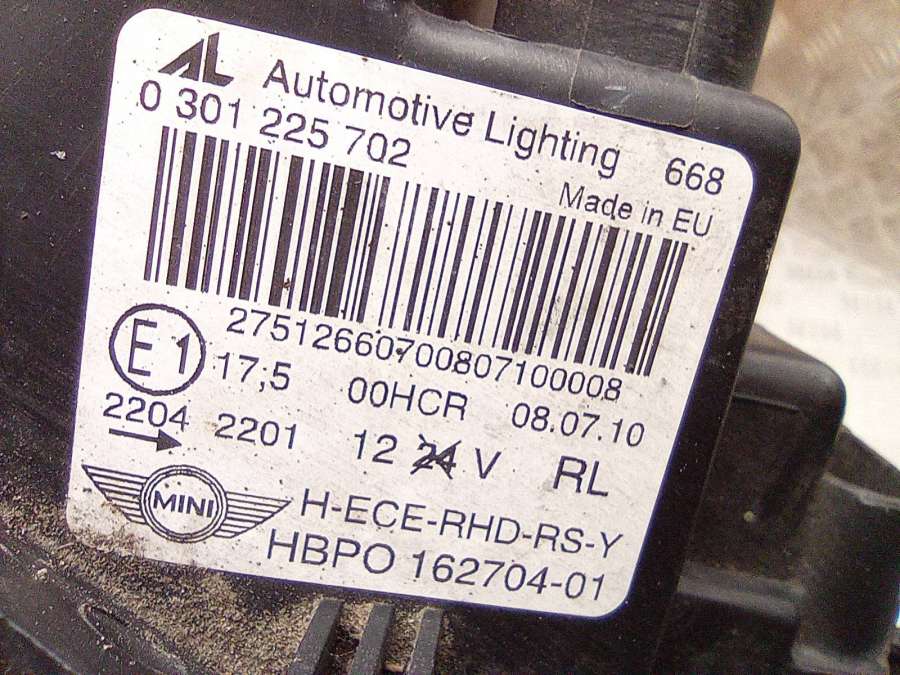 AL Automotive Lighting 668
0 301 225 702
Made in EU
27512660700807100008
E1 17;5 00HCR 08.07.10
2204 2201 12 24 V RL
MINI H-ECE-RHD-RS-Y
HBPO 162704-01